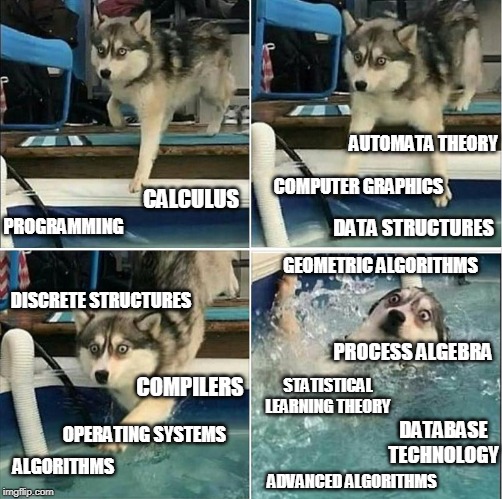 CALCULUS
PROGRAMMING
AUTOMATA THEORY
COMPUTER GRAPHICS
DATA STRUCTURES
DISCRETE STRUCTURES
COMPILERS
OPERATING SYSTEMS
ALGORITHMS
GEOMETRIC ALGORITHMS
PROCESS ALGEBRA
STATISTICAL
LEARNING THEORY
DATABASE
TECHNOLOGY
ADVANCED ALGORITHMS
imgflip.com